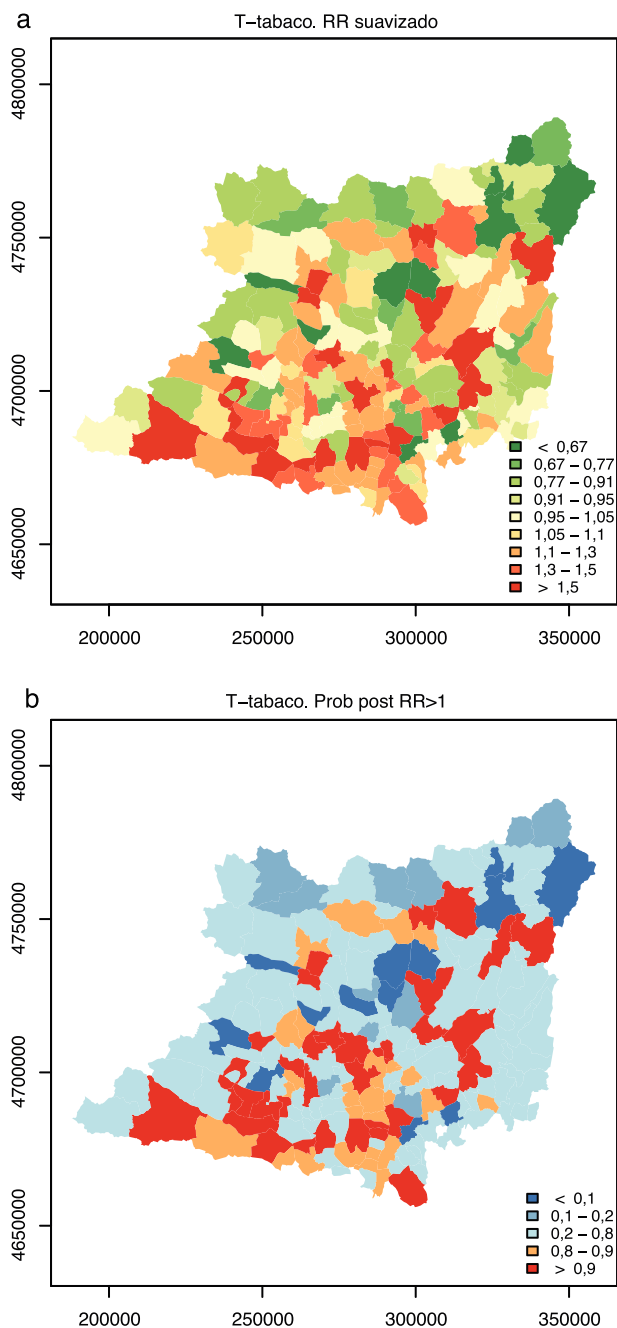 a
T−tabaco. RR suavizado
4800000
4750000
4700000
4650000
< 0,67
0,67 − 0,77
0,77 − 0,91
0,91 − 0,95
0,95 − 1,05
1,05 − 1,1
1,1 − 1,3
1,3 − 1,5
> 1,5
200000 250000 300000 350000
b
T−tabaco. Prob post RR>1
4800000
4750000
4700000
4650000
< 0,1
0,1 − 0,2
0,2 − 0,8
0,8 − 0,9
> 0,9
200000 250000 300000 350000